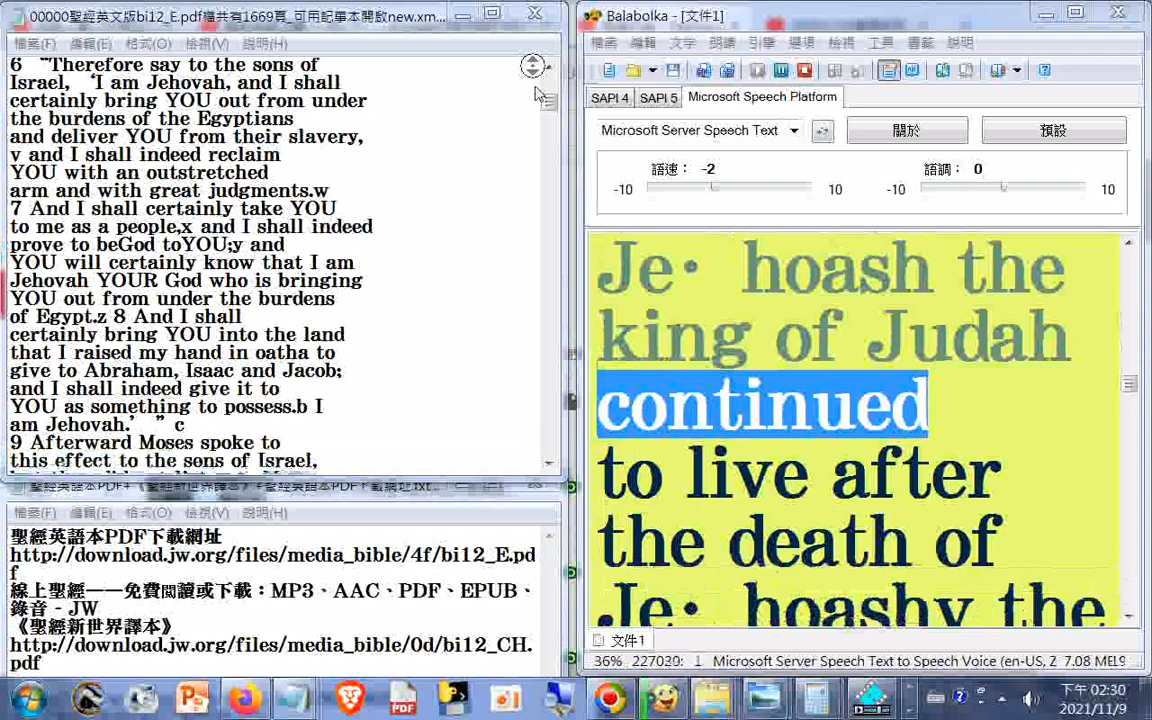 00000聖經英文版bi12_E.pdf檔共有1669頁_可用記事本開啟new.xm...
檔案(F) 編輯(E) 格式(O) 檢視(V) 說明(H)
6 “Therefore say to the sons of
Israel, ‘I am Jehovah, and I shall
certainly bring YOU out from under
the burdens of the Egyptians
and deliver YOU from their slavery,
v and I shall indeed reclaim
YOU with an outstretched
arm and with great judgments.w
7 And I shall certainly take YOU
to me as a people,x and I shall indeed
prove to beGod toYOU;y and
YOU will certainly know that I am
Jehovah YOUR God who is bringing
YOU out from under the burdens
of Egypt.z 8 And I shall
certainly bring YOU into the land
that I raised my hand in oatha to
give to Abraham, Isaac and Jacob;
and I shall indeed give it to
YOU as something to possess.b I
am Jehovah.’ ” c
9 Afterward Moses spoke to
this effect to the sons of Israel,
檔案(F) 編輯(E) 格式(O) 檢視(V) 說明(H)
聖經英語本PDF下載網址
http://download.jw.org/files/media_bible/4f/bi12_E.pd
f
線上聖經——免費閱讀或下載：MP3、AAC、PDF、EPUB、
錄音 - JW
《聖經新世界譯本》
http://download.jw.org/files/media_bible/0d/bi12_CH.
pdf
Balabolka - [文件1]
檔案 編輯 文字 朗讀 引擎 選項 檢視 工具 書籤 說明
SAPI 4 SAPI 5 Microsoft Speech Platform
Microsoft Server Speech Text 關於 預設
語速： -2 語調： 0
-10 10 -10 10
Je· hoash the
king of Judah
continued
to live after
the death of
Je· hoashy the
文件1
36% 227030: 1 Microsoft Server Speech Text to Speech Voice (en-US, Z 7.08 MEL9
PDF
下午 02:30
2021/11/9